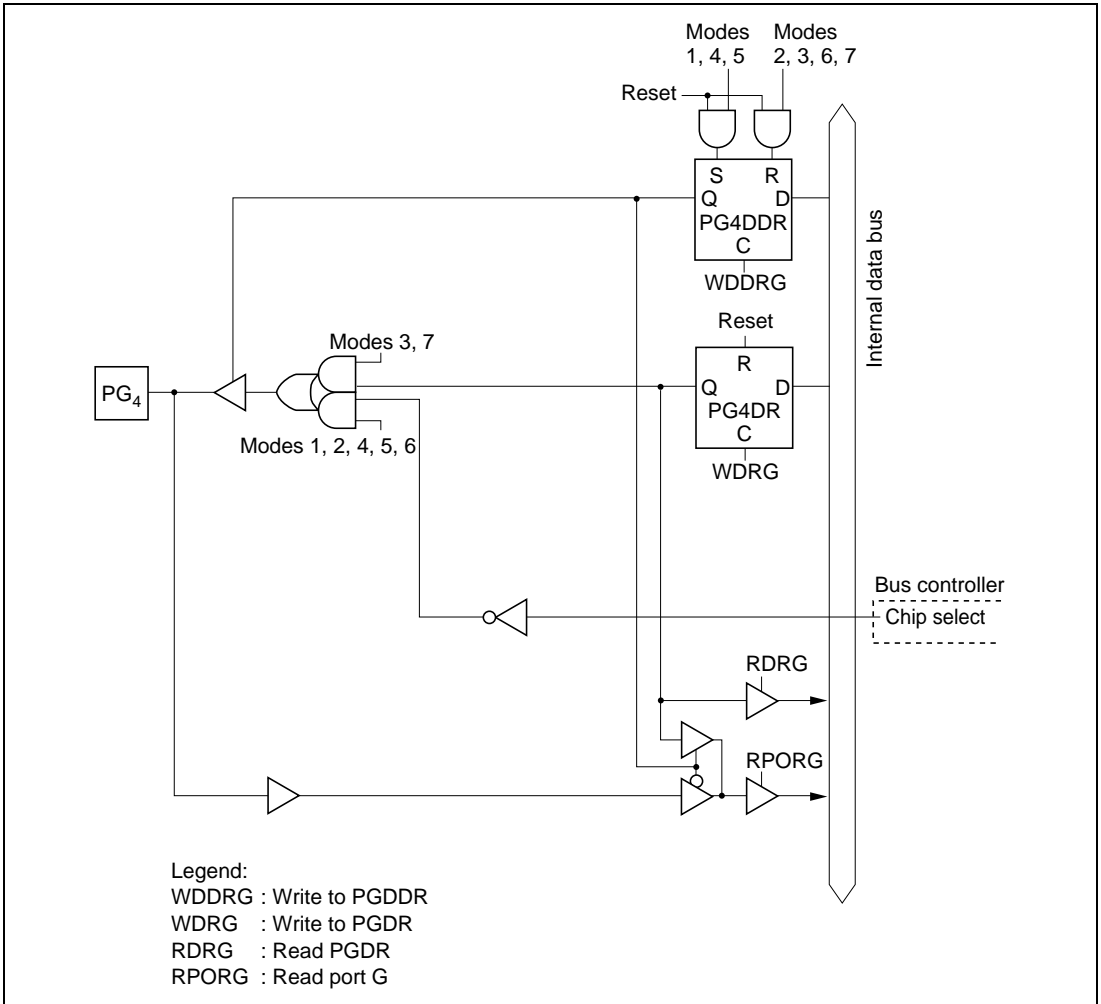 Modes 1, 4, 5
Modes 2, 3, 6, 7
Reset
S R
Q D
PG4DDR
C
WDDRG
Internal data bus
Reset
R
Q D
PG4DR
C
WDRG
Modes 3, 7
PG4
Modes 1, 2, 4, 5, 6
Bus controller
Chip select
RDRG
RPORG
Legend:
WDDRG : Write to PGDDR
WDRG : Write to PGDR
RDRG : Read PGDR
RPORG : Read port G